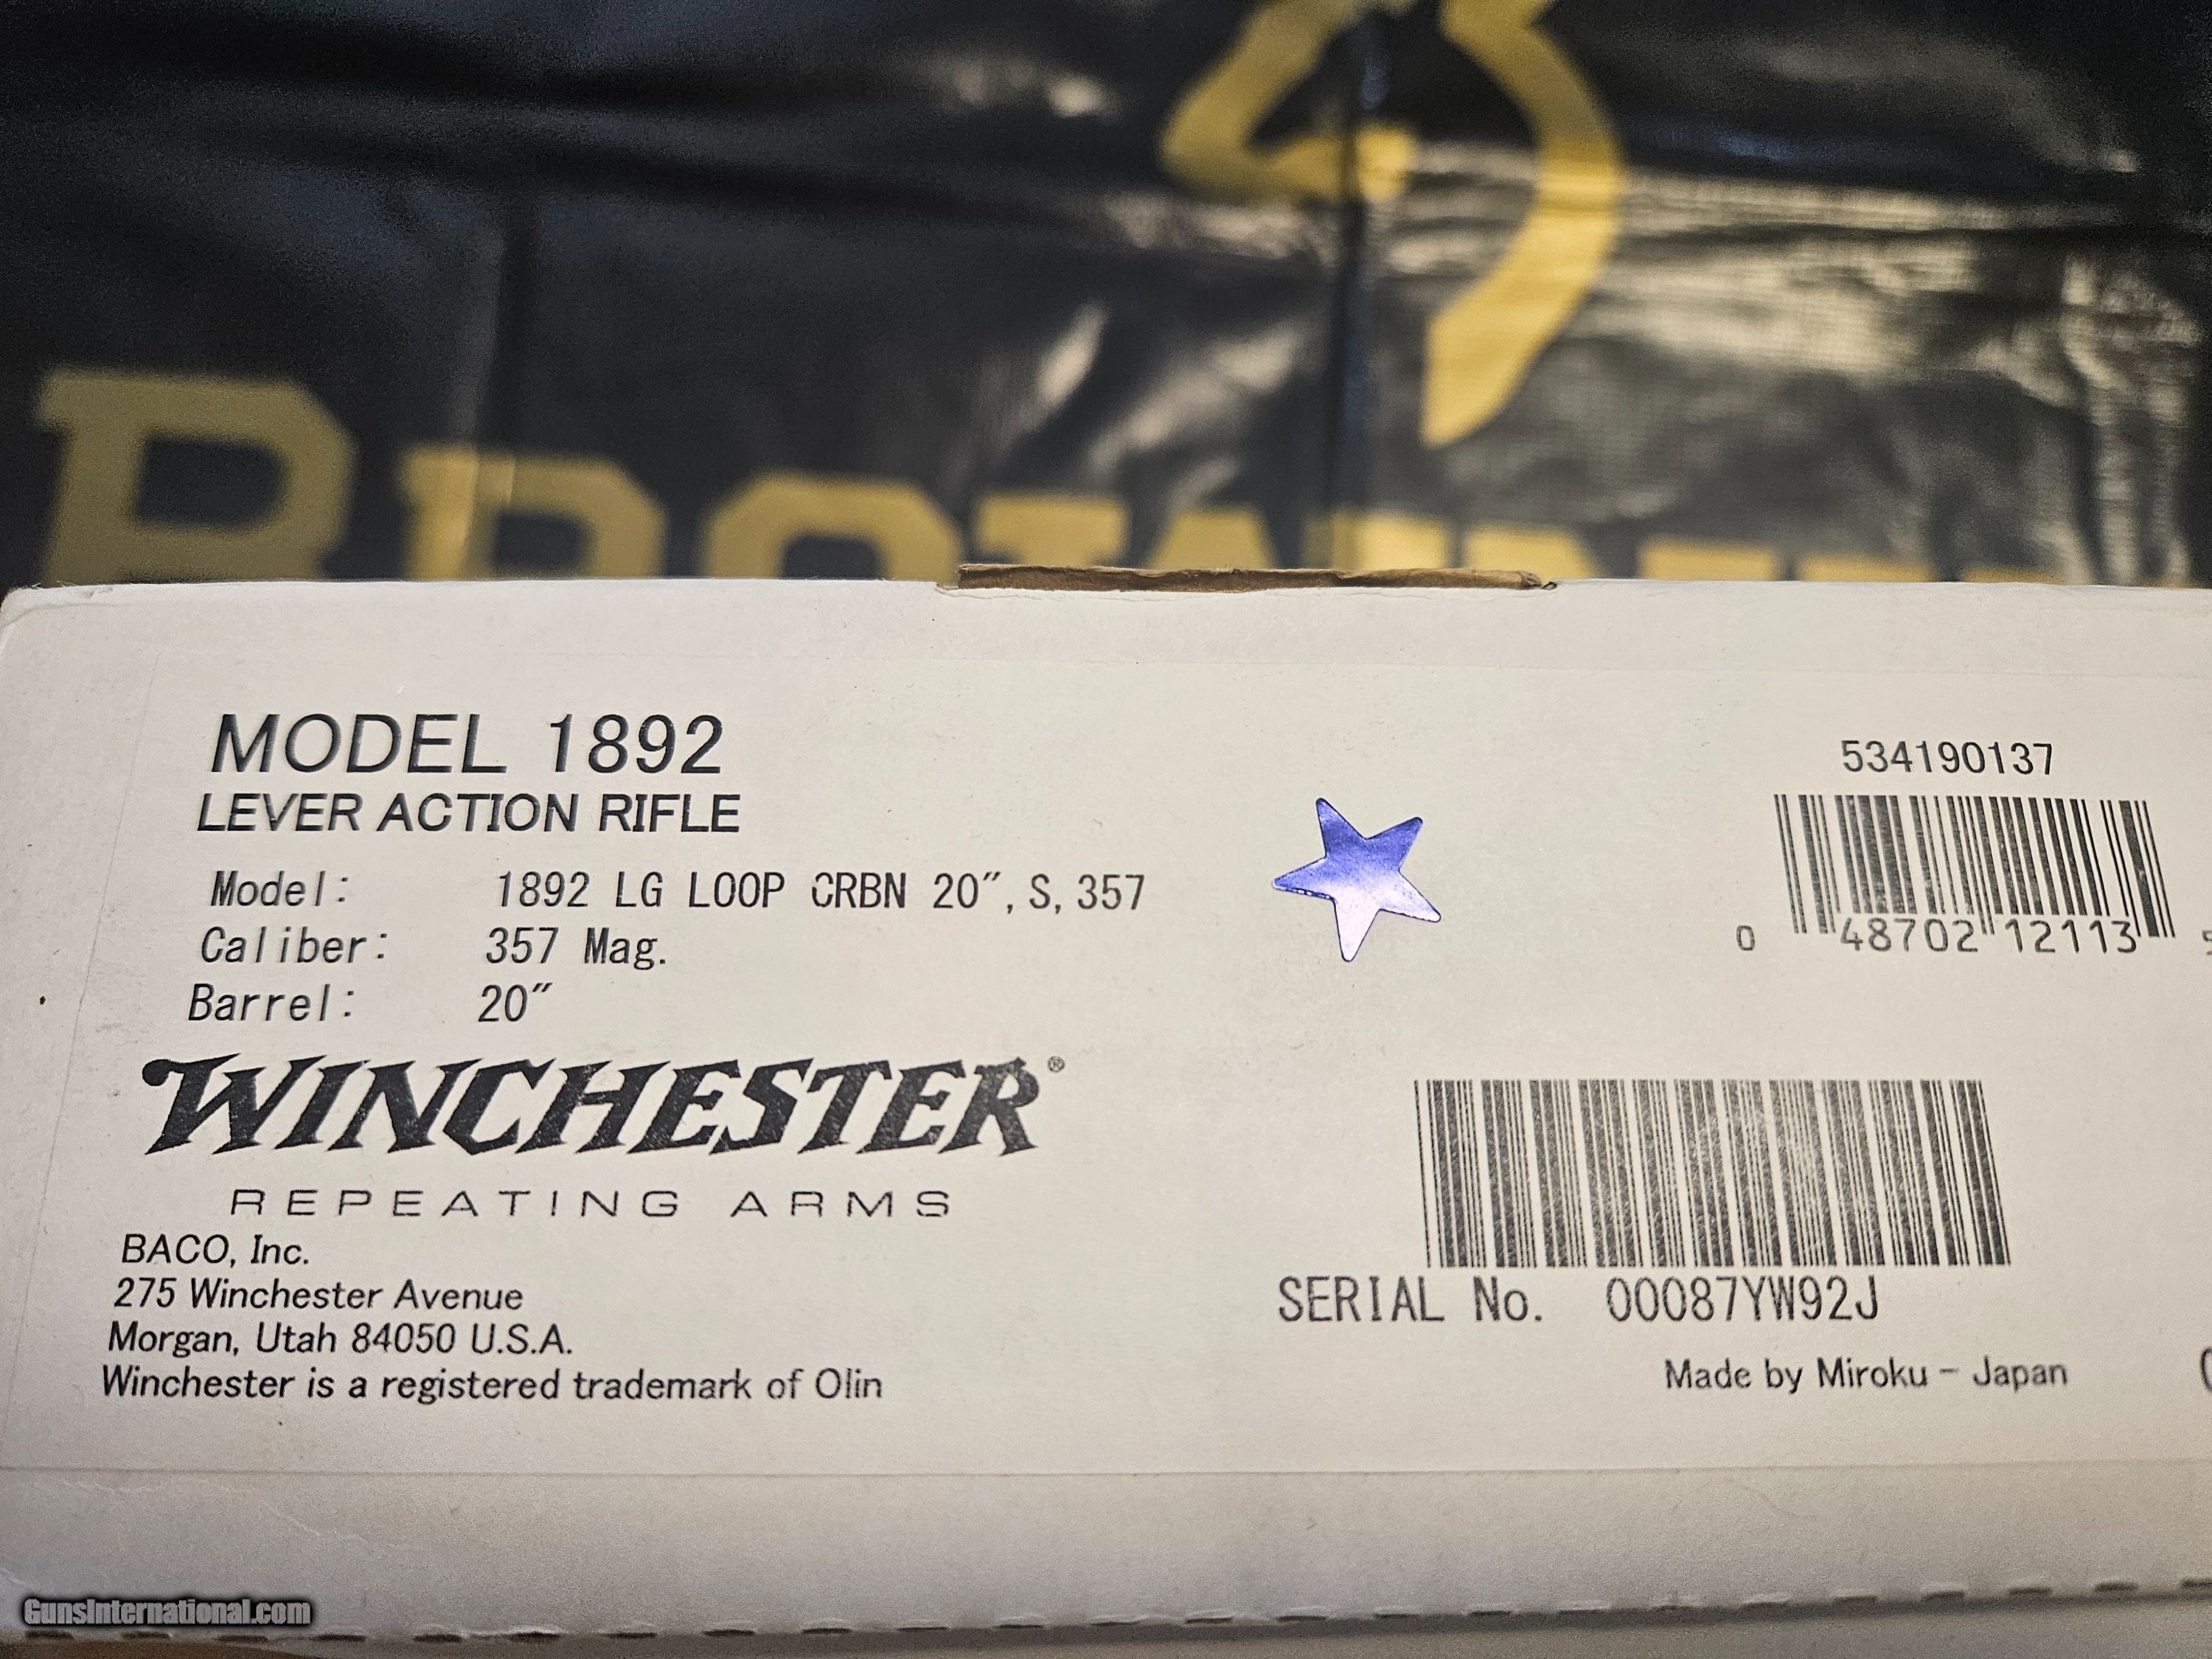 BROWNING
MODEL 1892
LEVER ACTION RIFLE
Model: 1892 LG LOOP CRBN 20″, S, 357
Caliber: 357 Mag.
Barrel: 20″
WINCHESTER®
REPEATING ARMS
BACO, Inc.
275 Winchester Avenue
Morgan, Utah 84050 U.S.A.
Winchester is a registered trademark of Olin
534190137
0 48702 12113 5
SERIAL No. 00087YW92J
Made by Miroku - Japan
GunsInternational.com